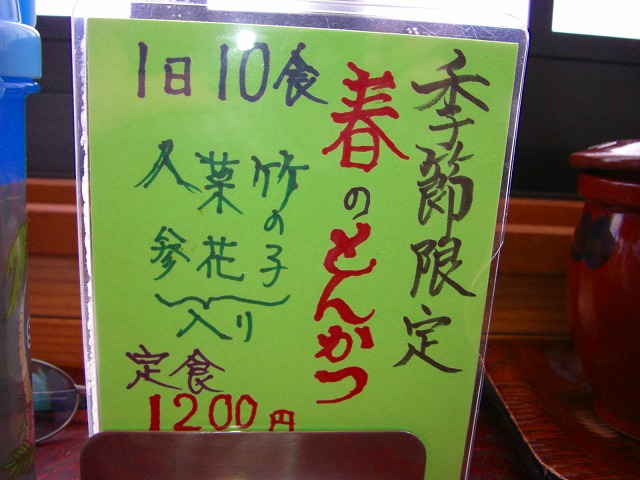 季節限定
春のとんかつ
1日10食
竹の子
菜花
人参
入り
定食
1200円